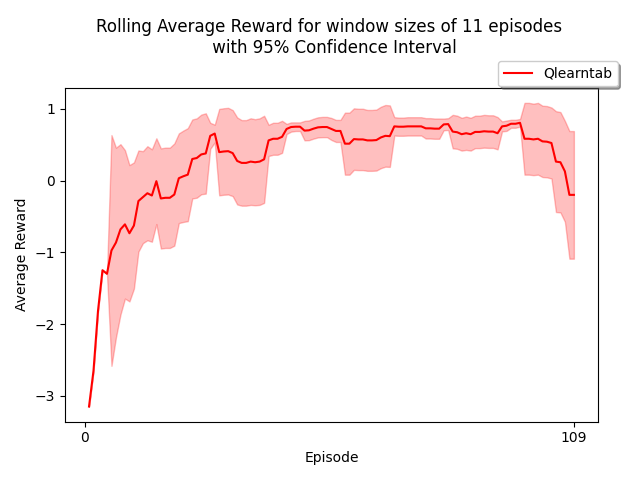 Rolling Average Reward for window sizes of 11 episodes
with 95% Confidence Interval
Qlearntab
1
0
−1
−2
−3
Average Reward
0
109
Episode